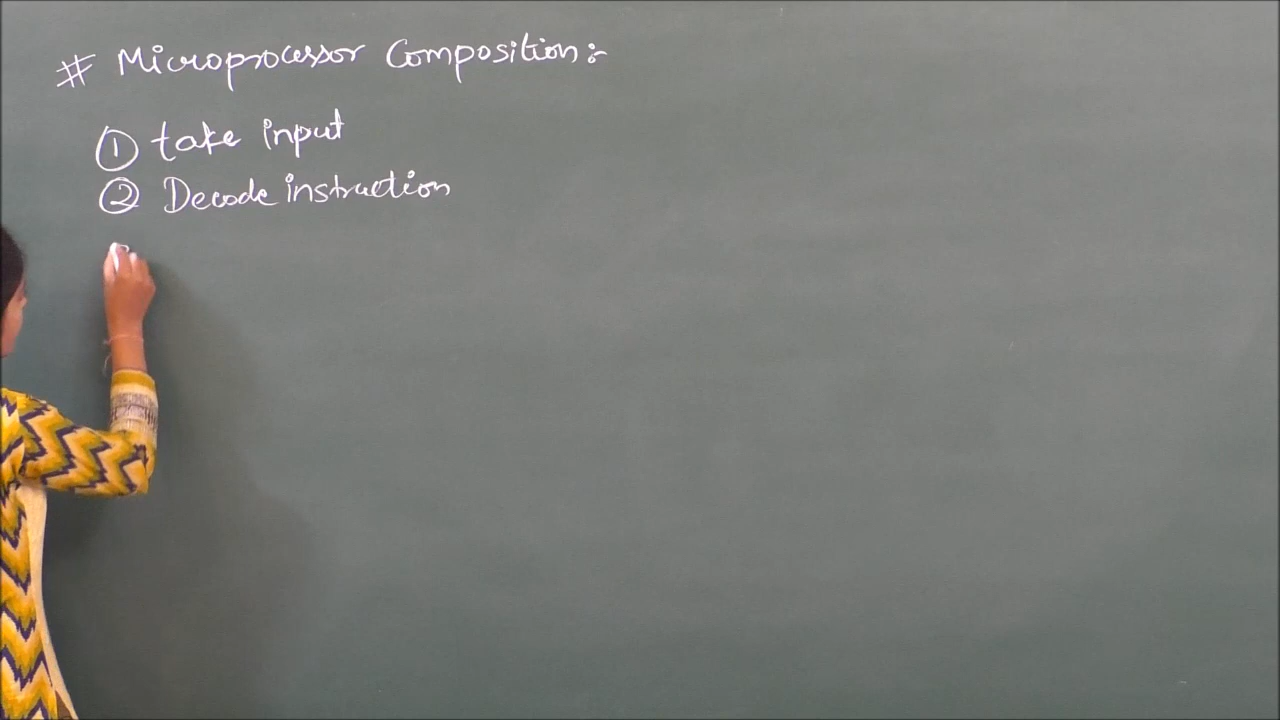 # Microprocessor Composition:-
① take input
② Decode instruction